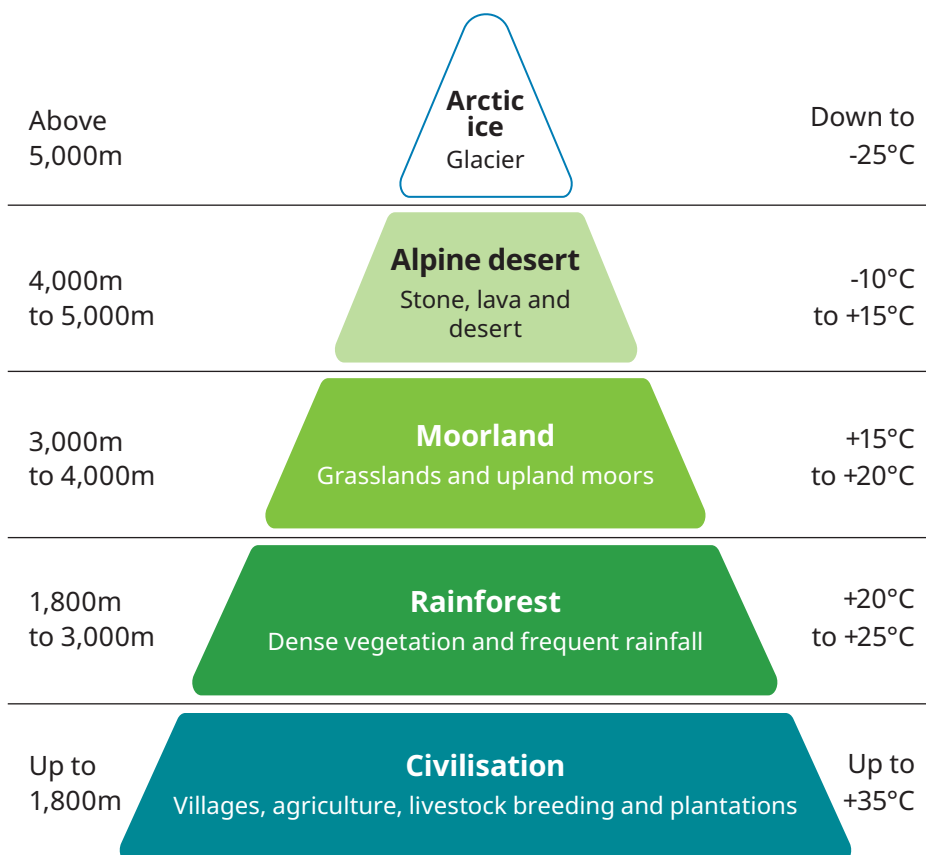 Above
5,000m
Arctic
ice
Glacier
Down to
-25°C
4,000m
to 5,000m
Alpine desert
Stone, lava and
desert
-10°C
to +15°C
3,000m
to 4,000m
Moorland
Grasslands and upland moors
+15°C
to +20°C
1,800m
to 3,000m
Rainforest
Dense vegetation and frequent rainfall
+20°C
to +25°C
Up to
1,800m
Civilisation
Villages, agriculture, livestock breeding and plantations
Up to
+35°C